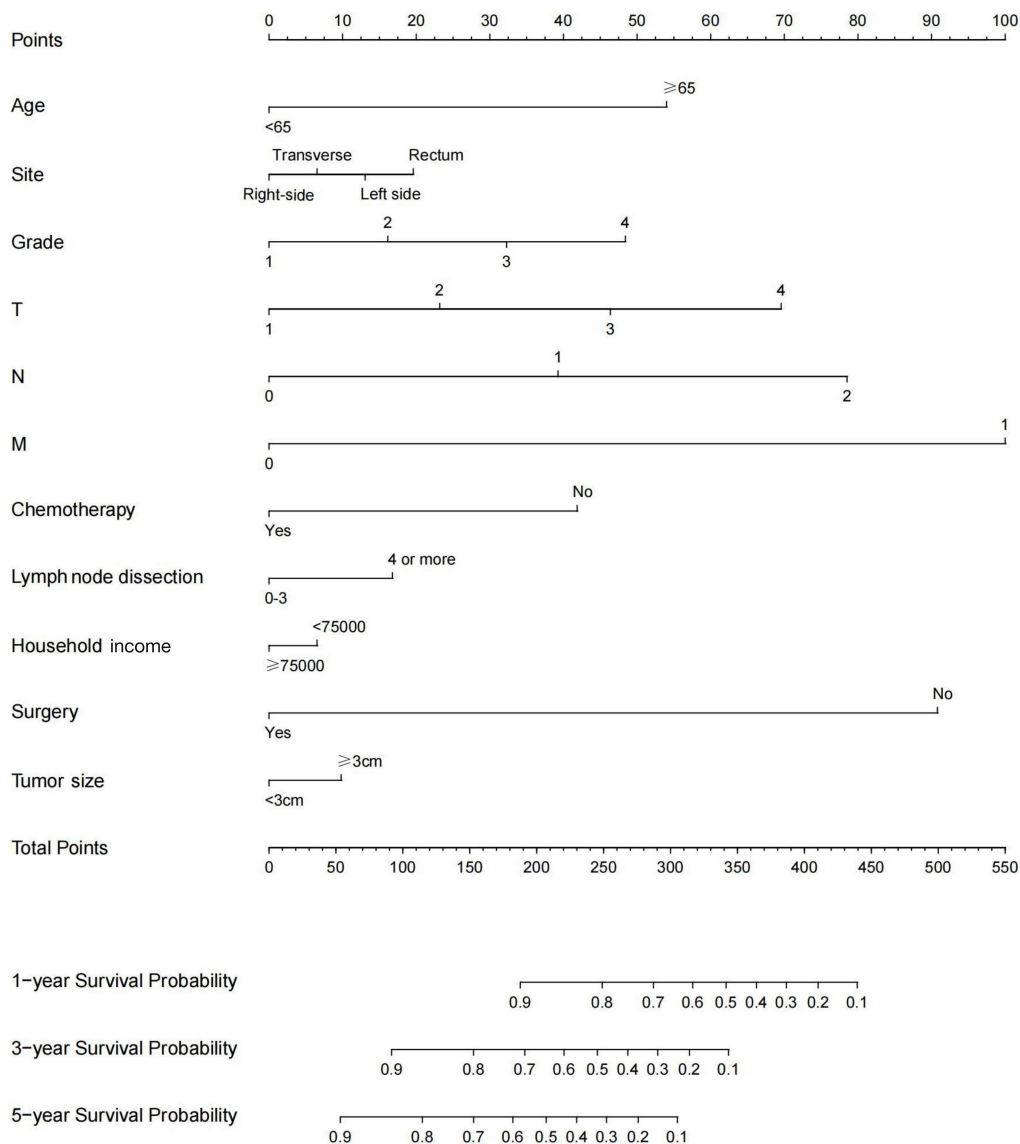 0 10 20 30 40 50 60 70 80 90 100
Points
≥65
Age
<65
Transverse Rectum
Site
Right-side Left side
2 4
Grade
1 3
2 4
T
1 3
1
N
0 2
1
M
0
No
Chemotherapy
Yes
4 or more
Lymph node dissection
0-3
<75000
Household income
≥75000
No
Surgery
Yes
≥3cm
Tumor size
<3cm
Total Points
0 50 100 150 200 250 300 350 400 450 500 550
1−year Survival Probability
0.9 0.8 0.7 0.6 0.5 0.4 0.3 0.2 0.1
3−year Survival Probability
0.9 0.8 0.7 0.6 0.5 0.4 0.3 0.2 0.1
5−year Survival Probability
0.9 0.8 0.7 0.6 0.5 0.4 0.3 0.2 0.1